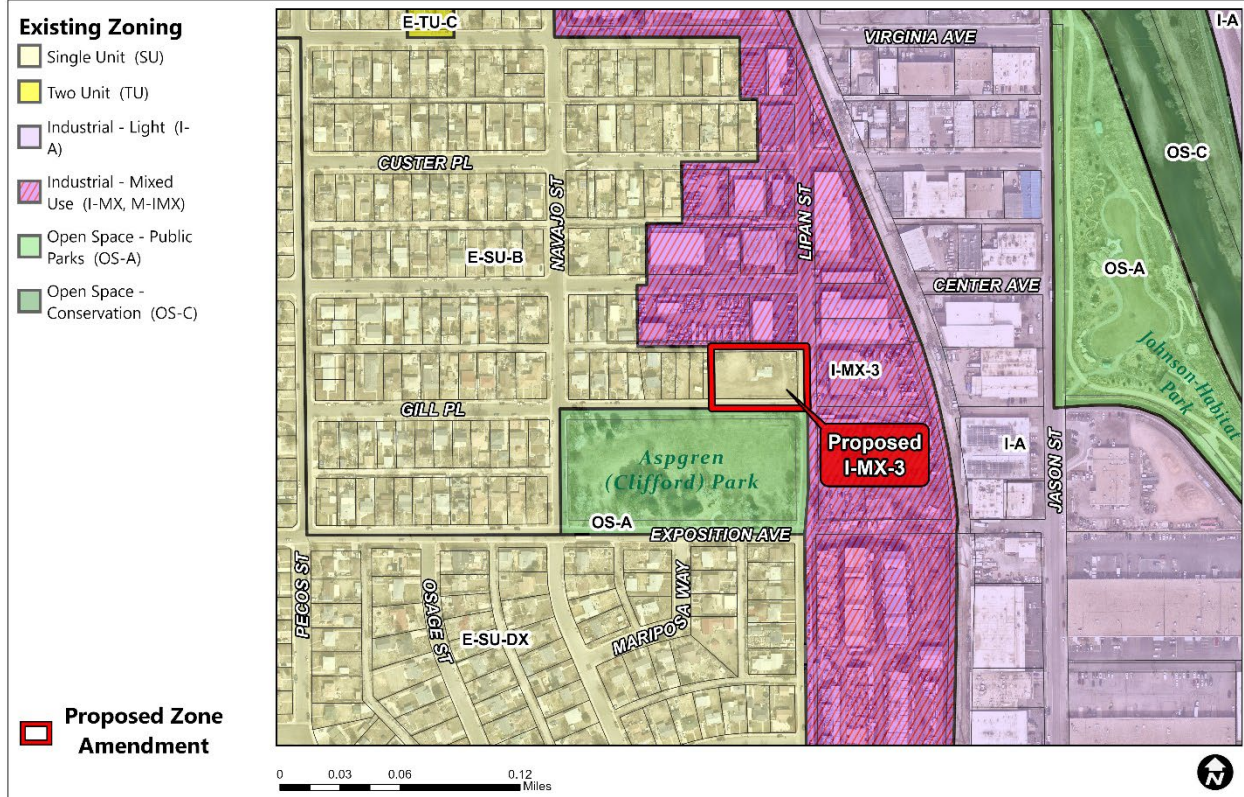 Existing Zoning
Single Unit (SU)
Two Unit (TU)
Industrial - Light (I-
A)
Industrial - Mixed
Use (I-MX, M-IMX)
Open Space - Public
Parks (OS-A)
Open Space -
Conservation (OS-C)
Proposed Zone
Amendment
E-TU-C
VIRGINIA AVE
I-A
CUSTER PL
NAVAJO ST
LIPAN ST
OS-C
E-SU-B
OS-A
CENTER AVE
Johnson-Habitat
Park
I-MX-3
GILL PL
Proposed
I-MX-3
I-A
JASON ST
Aspgren
(Clifford) Park
OS-A
EXPOSITION AVE
PECOS ST
OSAGE ST
MARIPOSA WAY
E-SU-DX
0 0.03 0.06 0.12
Miles
N